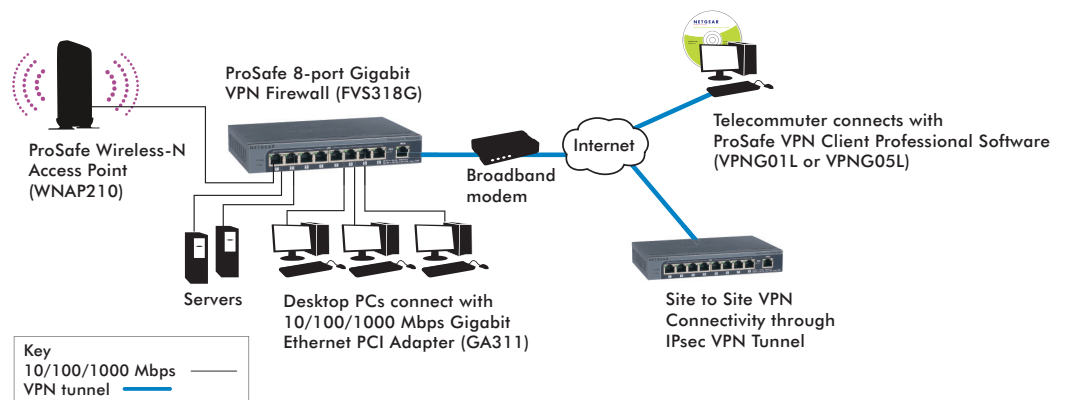 NETGEAR
ProSafe 8-port Gigabit
VPN Firewall (FVS318G)
NETGEAR
ProSafe Wireless-N
Access Point
(WNAP210)
Broadband
modem
Internet
Telecommuter connects with
ProSafe VPN Client Professional Software
(VPNG01L or VPNG05L)
NETGEAR
Servers
Desktop PCs connect with
10/100/1000 Mbps Gigabit
Ethernet PCI Adapter (GA311)
Site to Site VPN
Connectivity through
IPsec VPN Tunnel
Key
10/100/1000 Mbps
VPN tunnel